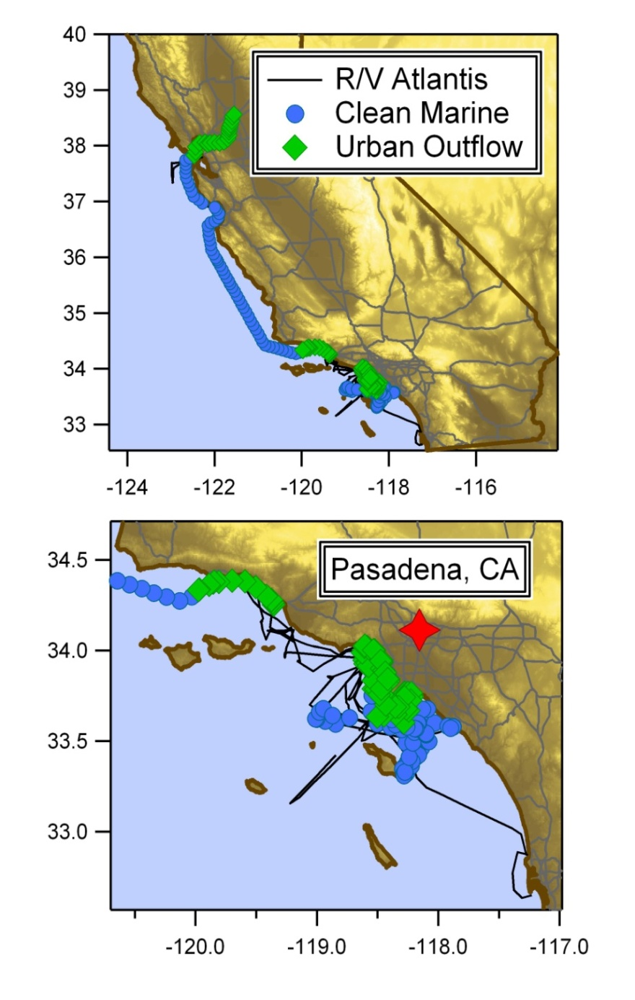 40
R/V Atlantis
39
Clean Marine
38
Urban Outflow
37
36
35
34
33
-124 -122 -120 -118 -116
34.5
Pasadena, CA
34.0
33.5
33.0
-120.0 -119.0 -118.0 -117.0